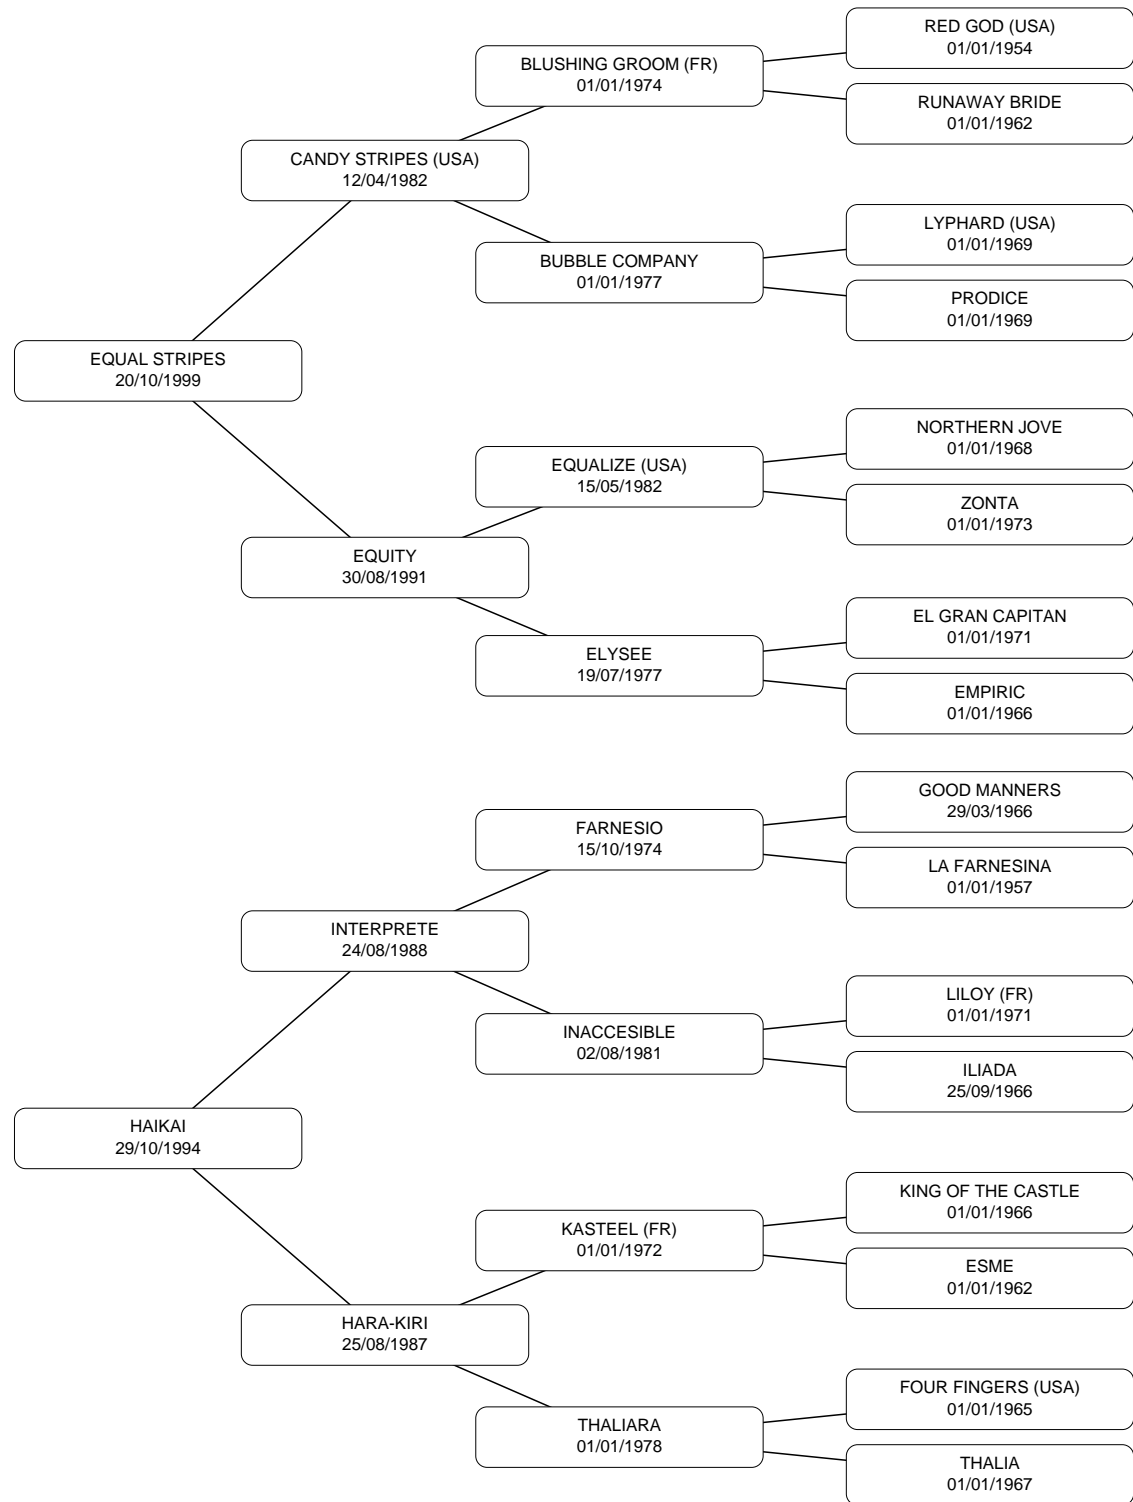 RED GOD (USA)
01/01/1954
BLUSHING GROOM (FR)
01/01/1974
RUNAWAY BRIDE
01/01/1962
CANDY STRIPES (USA)
12/04/1982
LYPHARD (USA)
01/01/1969
BUBBLE COMPANY
01/01/1977
PRODICE
01/01/1969
EQUAL STRIPES
20/10/1999
NORTHERN JOVE
01/01/1968
EQUALIZE (USA)
15/05/1982
ZONTA
01/01/1973
EQUITY
30/08/1991
EL GRAN CAPITAN
01/01/1971
ELYSEE
19/07/1977
EMPIRIC
01/01/1966
GOOD MANNERS
29/03/1966
FARNESIO
15/10/1974
LA FARNESINA
01/01/1957
INTERPRETE
24/08/1988
LILOY (FR)
01/01/1971
INACCESIBLE
02/08/1981
ILIADA
25/09/1966
HAIKAI
29/10/1994
KING OF THE CASTLE
01/01/1966
KASTEEL (FR)
01/01/1972
ESME
01/01/1962
HARA-KIRI
25/08/1987
FOUR FINGERS (USA)
01/01/1965
THALIARA
01/01/1978
THALIA
01/01/1967